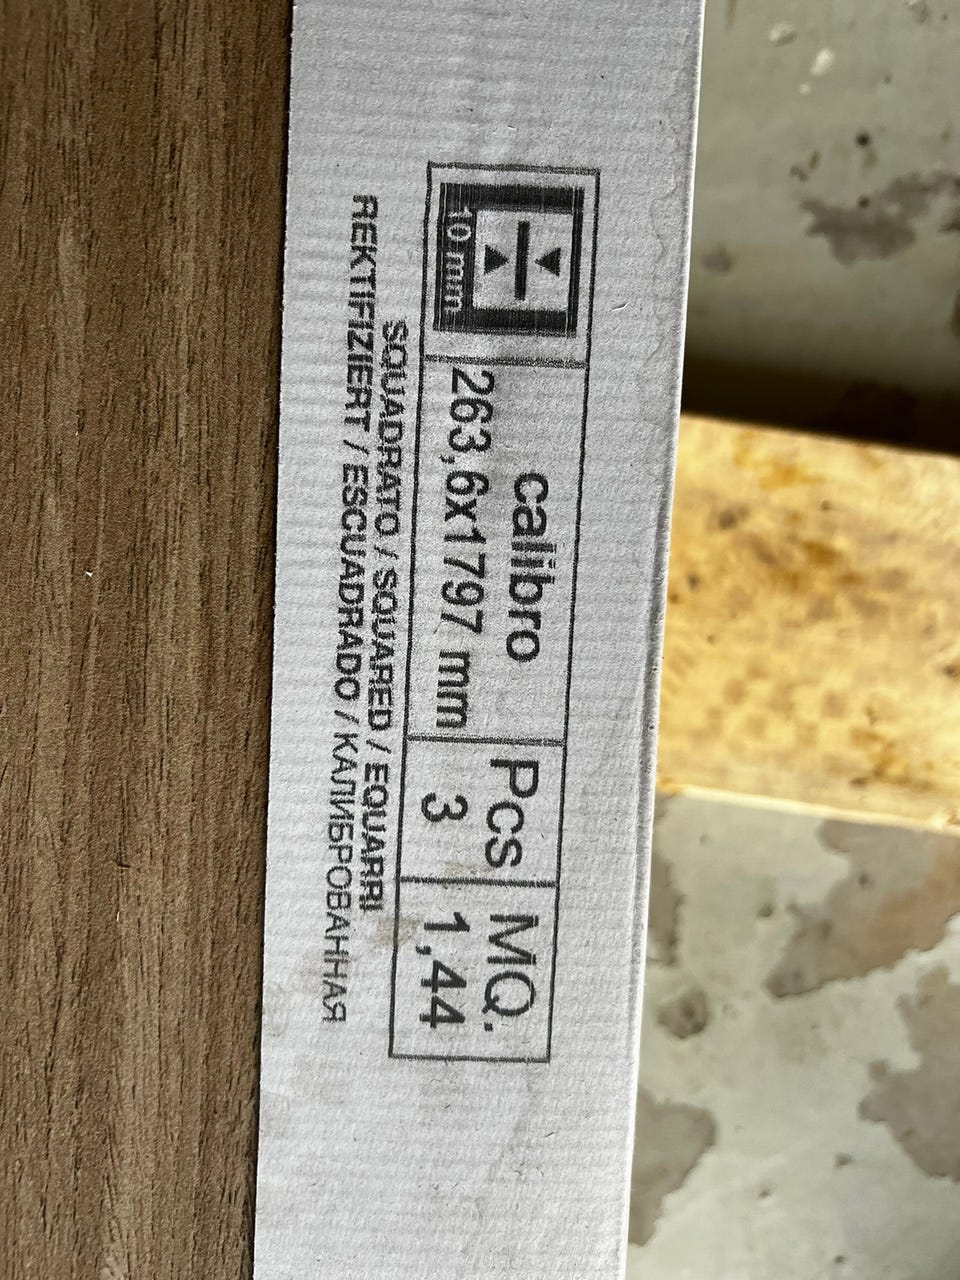 10 mm
calibro
263,6x1797 mm
Pcs
3
MQ.
1,44
SQUADRATO / SQUARED / EQUARRI
REKTIFIZIERT / ESCUADRADO / КАЛИБРОВАННАЯ